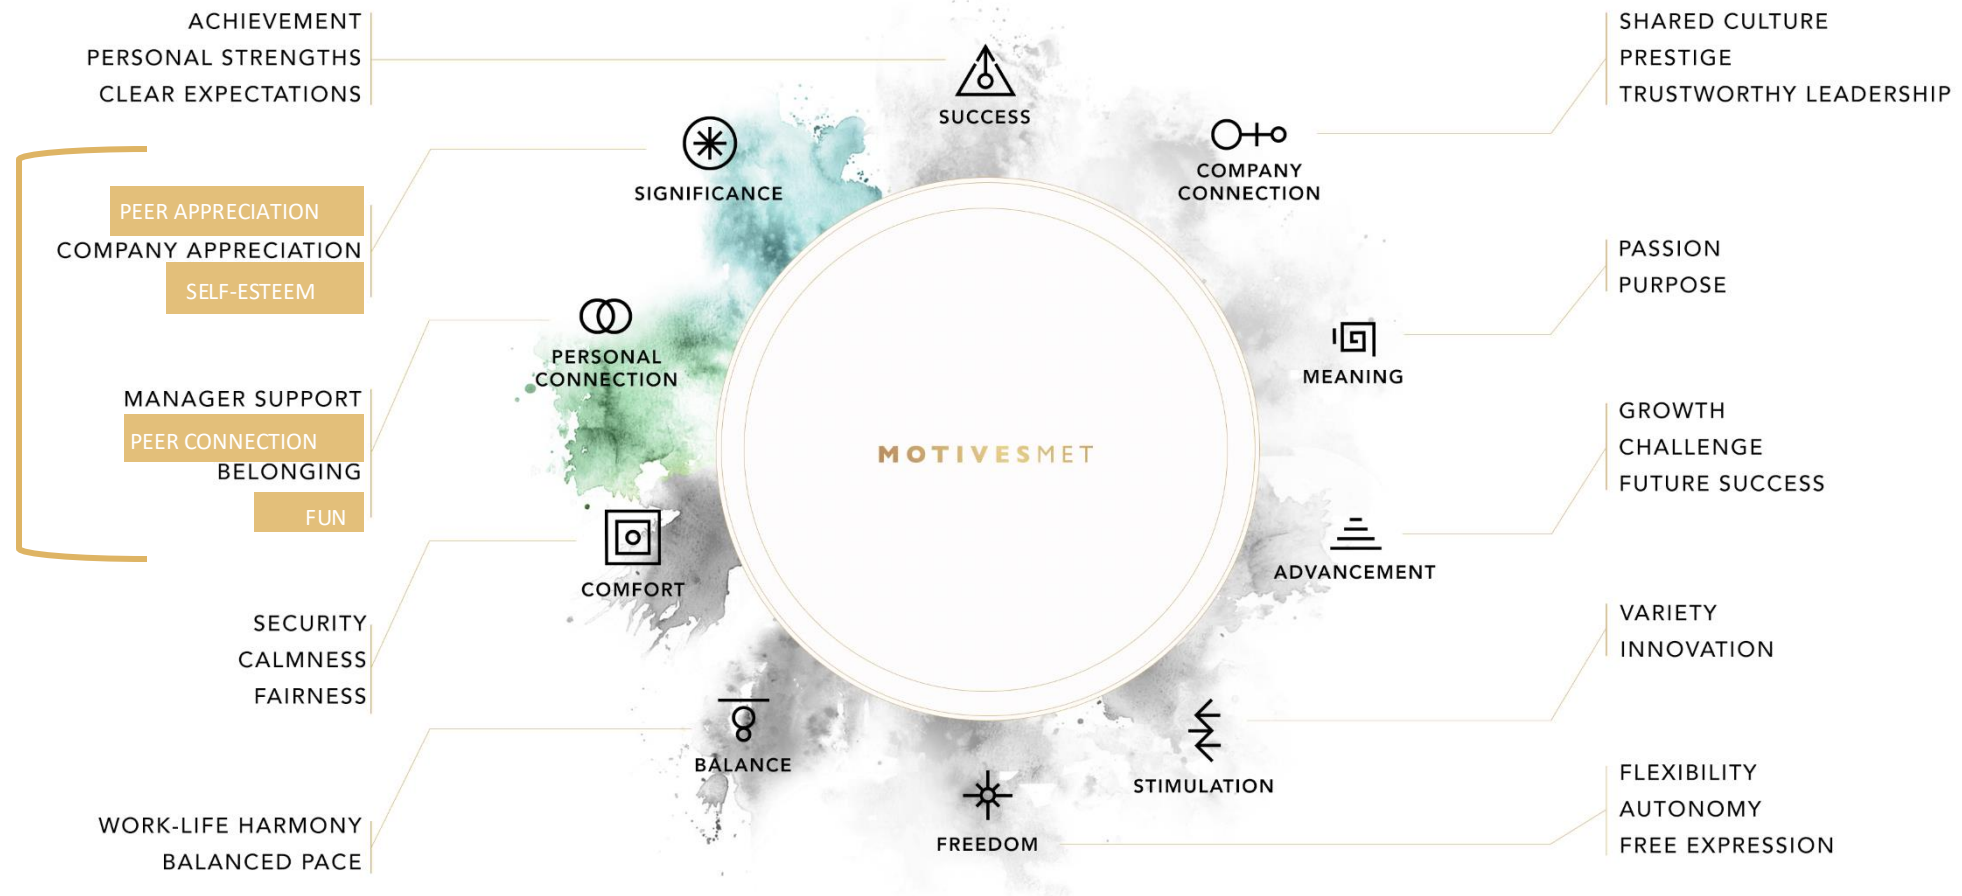 ACHIEVEMENT
PERSONAL STRENGTHS
CLEAR EXPECTATIONS
SUCCESS
SHARED CULTURE
PRESTIGE
TRUSTWORTHY LEADERSHIP
COMPANY
CONNECTION
SIGNIFICANCE
PEER APPRECIATION
COMPANY APPRECIATION
SELF-ESTEEM
PASSION
PURPOSE
MEANING
PERSONAL
CONNECTION
MANAGER SUPPORT
PEER CONNECTION
BELONGING
FUN
MOTIVESMET
GROWTH
CHALLENGE
FUTURE SUCCESS
ADVANCEMENT
COMFORT
SECURITY
CALMNESS
FAIRNESS
VARIETY
INNOVATION
STIMULATION
BALANCE
WORK-LIFE HARMONY
BALANCED PACE
FREEDOM
FLEXIBILITY
AUTONOMY
FREE EXPRESSION